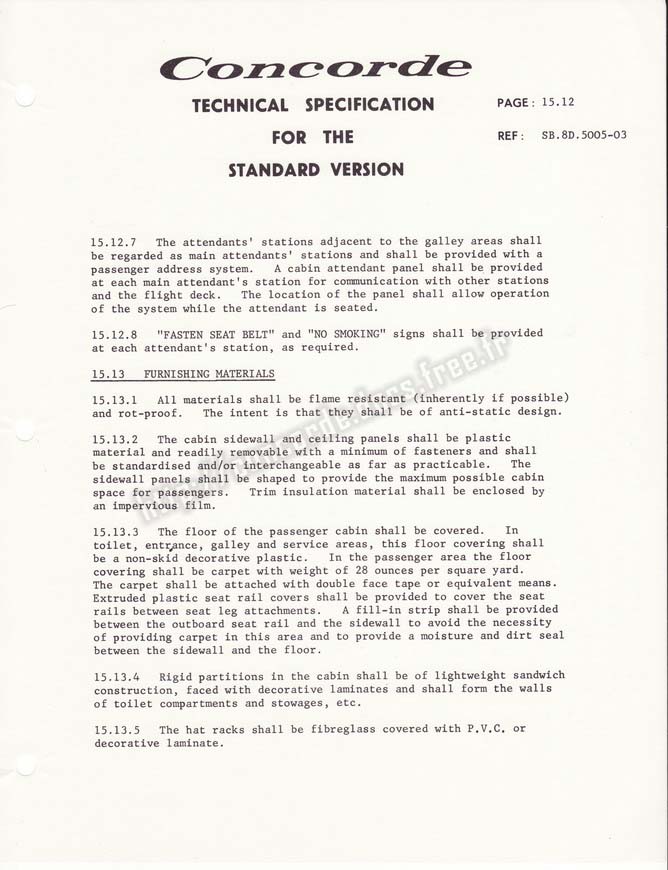 Concorde
TECHNICAL SPECIFICATION
FOR THE
STANDARD VERSION
PAGE: 15.12
REF: SB.8D.5005-03
15.12.7 The attendants' stations adjacent to the galley areas shall
be regarded as main attendants' stations and shall be provided with a
passenger address system. A cabin attendant panel shall be provided
at each main attendant's station for communication with other stations
and the flight deck. The location of the panel shall allow operation
of the system while the attendant is seated.
15.12.8 "FASTEN SEAT BELT" and "NO SMOKING" signs shall be provided
at each attendant's station, as required.
15.13 FURNISHING MATERIALS
15.13.1 All materials shall be flame resistant (inherently if possible)
and rot-proof. The intent is that they shall be of anti-static design.
15.13.2 The cabin sidewall and ceiling panels shall be plastic
material and readily removable with a minimum of fasteners and shall
be standardised and/or interchangeable as far as practicable. The
sidewall panels shall be shaped to provide the maximum possible cabin
space for passengers. Trim insulation material shall be enclosed by
an impervious film.
15.13.3 The floor of the passenger cabin shall be covered. In
toilet, entrance, galley and service areas, this floor covering shall
be a non-skid decorative plastic. In the passenger area the floor
covering shall be carpet with weight of 28 ounces per square yard.
The carpet shall be attached with double face tape or equivalent means.
Extruded plastic seat rail covers shall be provided to cover the seat
rails between seat leg attachments. A fill-in strip shall be provided
between the outboard seat rail and the sidewall to avoid the necessity
of providing carpet in this area and to provide a moisture and dirt seal
between the sidewall and the floor.
15.13.4 Rigid partitions in the cabin shall be of lightweight sandwich
construction, faced with decorative laminates and shall form the walls
of toilet compartments and stowages, etc.
15.13.5 The hat racks shall be fibreglass covered with P.V.C. or
decorative laminate.